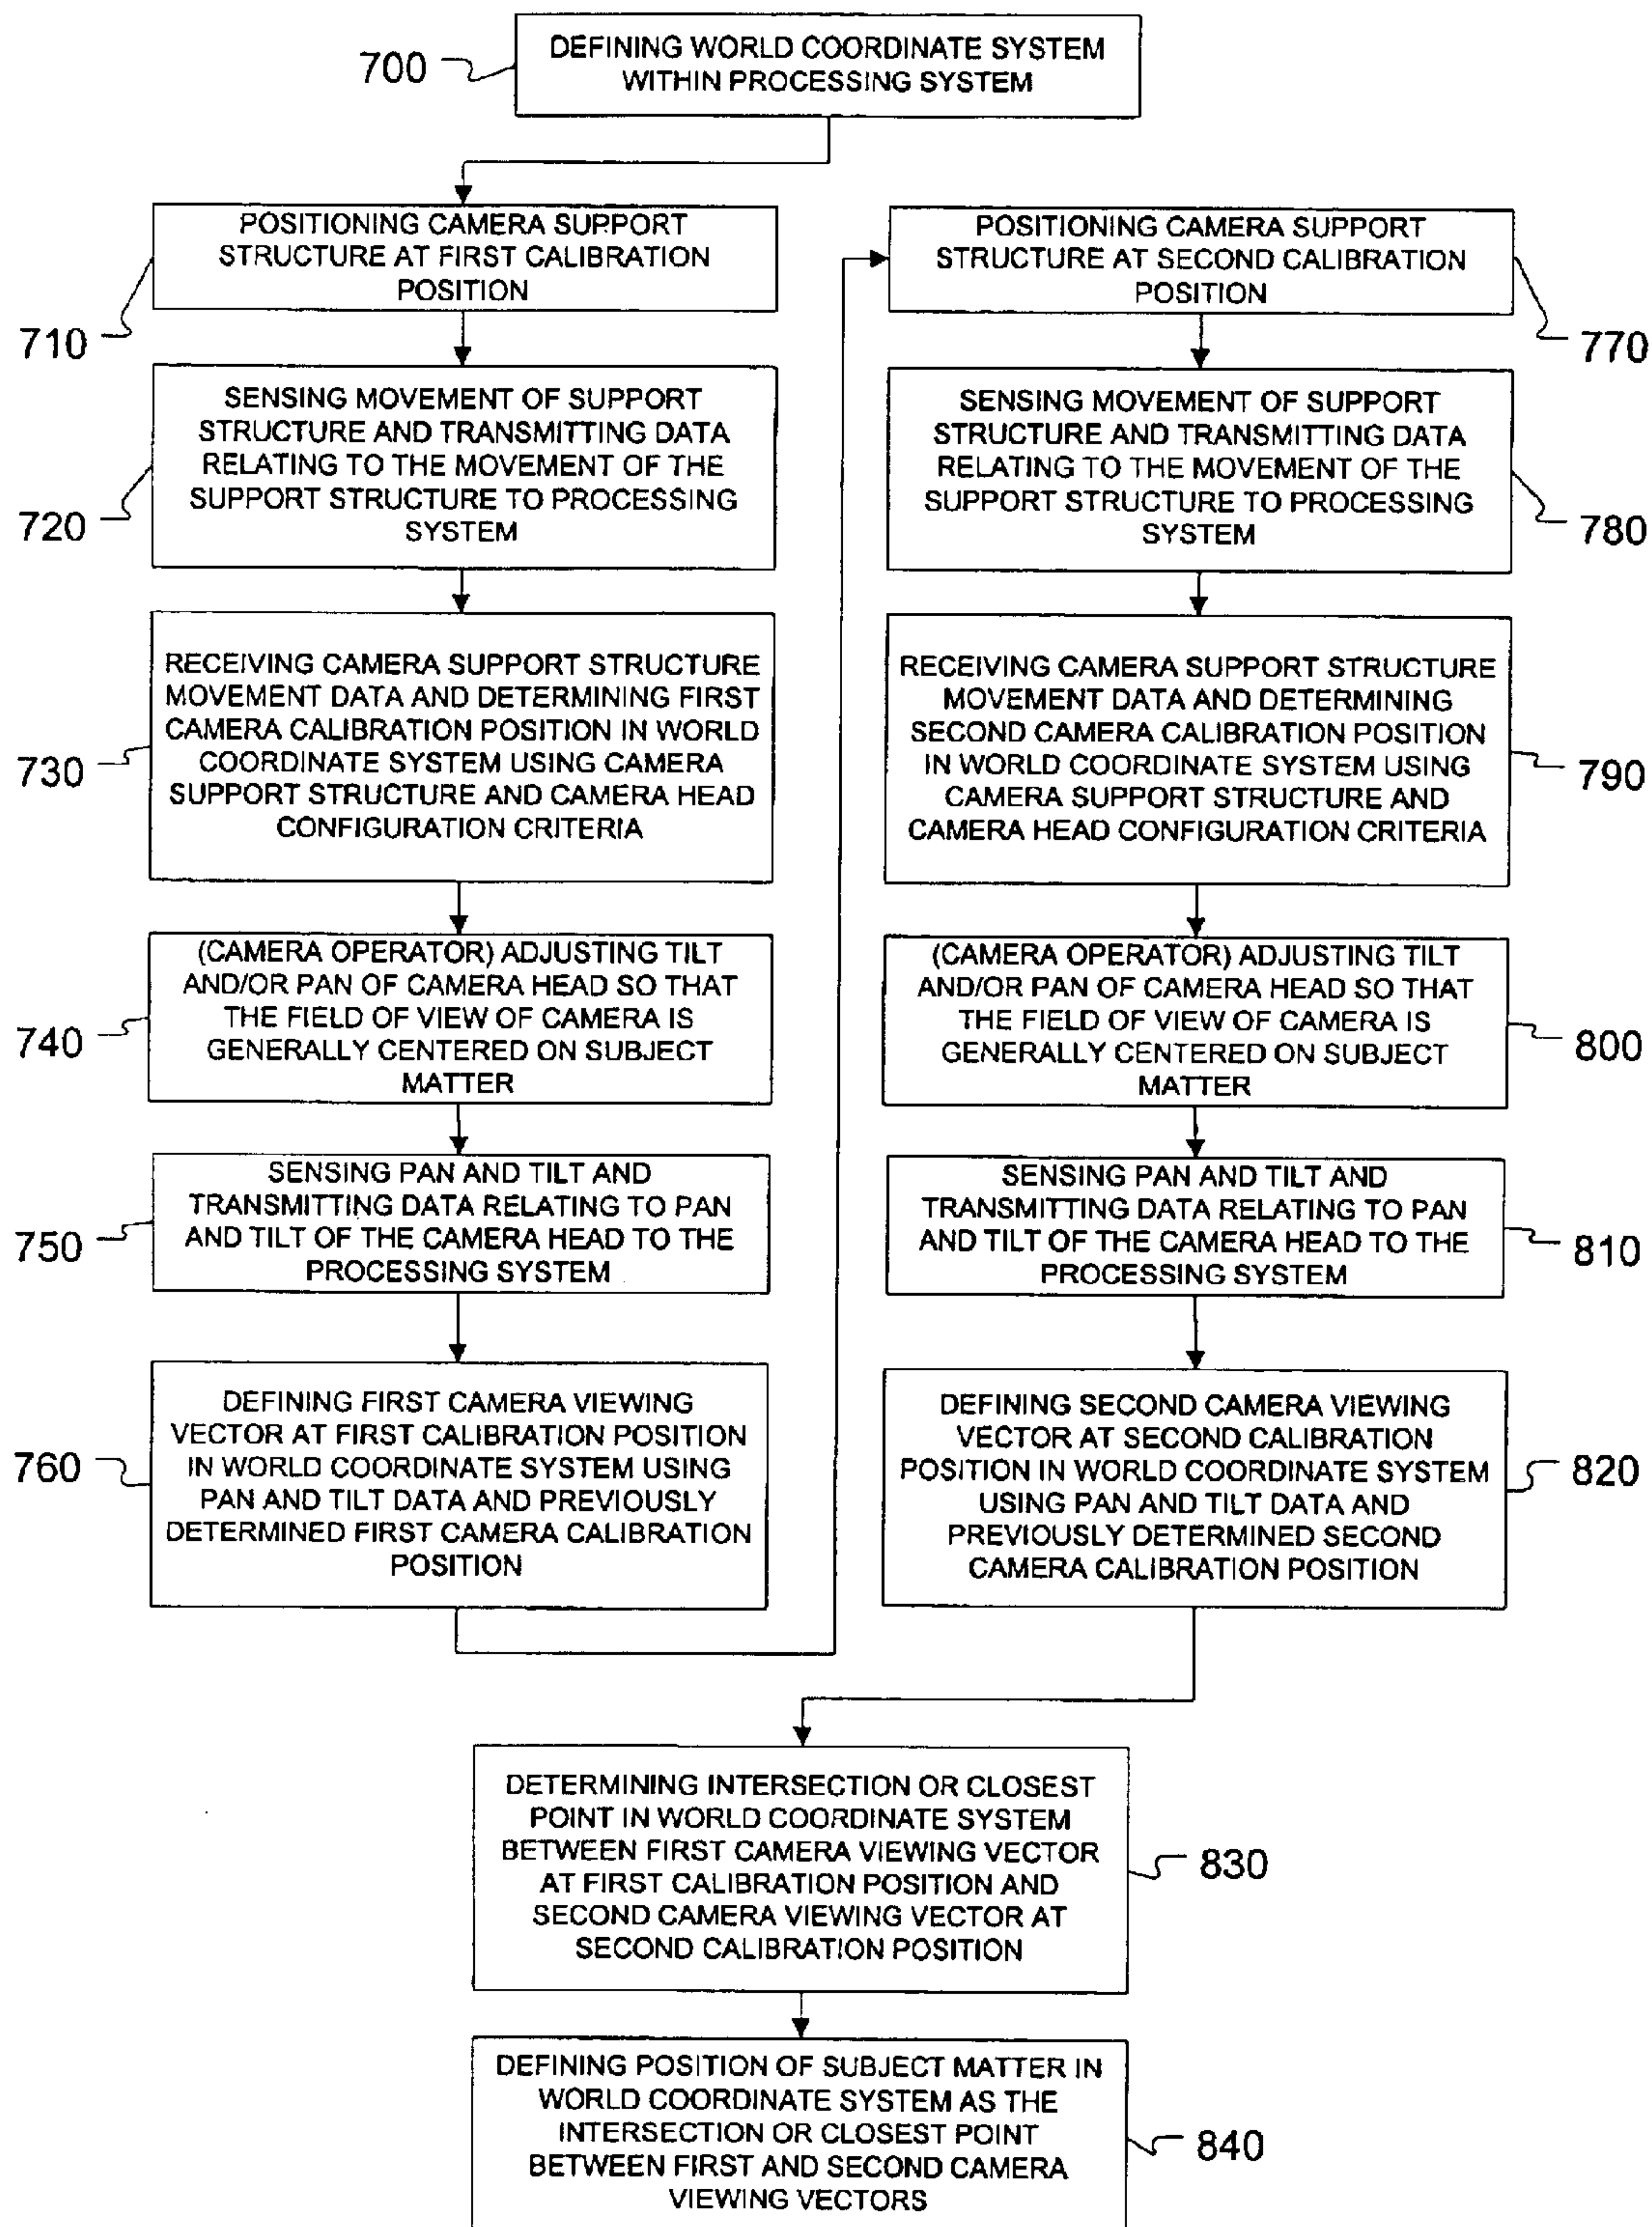 700
DEFINING WORLD COORDINATE SYSTEM
WITHIN PROCESSING SYSTEM
POSITIONING CAMERA SUPPORT
STRUCTURE AT FIRST CALIBRATION
POSITION
710
SENSING MOVEMENT OF SUPPORT
STRUCTURE AND TRANSMITTING DATA
RELATING TO THE MOVEMENT OF THE
SUPPORT STRUCTURE TO PROCESSING
SYSTEM
720
RECEIVING CAMERA SUPPORT STRUCTURE
MOVEMENT DATA AND DETERMINING FIRST
CAMERA CALIBRATION POSITION IN WORLD
COORDINATE SYSTEM USING CAMERA
SUPPORT STRUCTURE AND CAMERA HEAD
CONFIGURATION CRITERIA
730
(CAMERA OPERATOR) ADJUSTING TILT
AND/OR PAN OF CAMERA HEAD SO THAT
THE FIELD OF VIEW OF CAMERA IS
GENERALLY CENTERED ON SUBJECT
MATTER
740
SENSING PAN AND TILT AND
TRANSMITTING DATA RELATING TO PAN
AND TILT OF THE CAMERA HEAD TO THE
PROCESSING SYSTEM
750
DEFINING FIRST CAMERA VIEWING
VECTOR AT FIRST CALIBRATION POSITION
IN WORLD COORDINATE SYSTEM USING
PAN AND TILT DATA AND PREVIOUSLY
DETERMINED FIRST CAMERA CALIBRATION
POSITION
760
POSITIONING CAMERA SUPPORT
STRUCTURE AT SECOND CALIBRATION
POSITION
770
SENSING MOVEMENT OF SUPPORT
STRUCTURE AND TRANSMITTING DATA
RELATING TO THE MOVEMENT OF THE
SUPPORT STRUCTURE TO PROCESSING
SYSTEM
780
RECEIVING CAMERA SUPPORT STRUCTURE
MOVEMENT DATA AND DETERMINING
SECOND CAMERA CALIBRATION POSITION
IN WORLD COORDINATE SYSTEM USING
CAMERA SUPPORT STRUCTURE AND
CAMERA HEAD CONFIGURATION CRITERIA
790
(CAMERA OPERATOR) ADJUSTING TILT
AND/OR PAN OF CAMERA HEAD SO THAT
THE FIELD OF VIEW OF CAMERA IS
GENERALLY CENTERED ON SUBJECT
MATTER
800
SENSING PAN AND TILT AND
TRANSMITTING DATA RELATING TO PAN
AND TILT OF THE CAMERA HEAD TO THE
PROCESSING SYSTEM
810
DEFINING SECOND CAMERA VIEWING
VECTOR AT SECOND CALIBRATION
POSITION IN WORLD COORDINATE SYSTEM
USING PAN AND TILT DATA AND
PREVIOUSLY DETERMINED SECOND
CAMERA CALIBRATION POSITION
820
DETERMINING INTERSECTION OR CLOSEST
POINT IN WORLD COORDINATE SYSTEM
BETWEEN FIRST CAMERA VIEWING VECTOR
AT FIRST CALIBRATION POSITION AND
SECOND CAMERA VIEWING VECTOR AT
SECOND CALIBRATION POSITION
830
DEFINING POSITION OF SUBJECT MATTER IN
WORLD COORDINATE SYSTEM AS THE
INTERSECTION OR CLOSEST POINT
BETWEEN FIRST AND SECOND CAMERA
VIEWING VECTORS
840